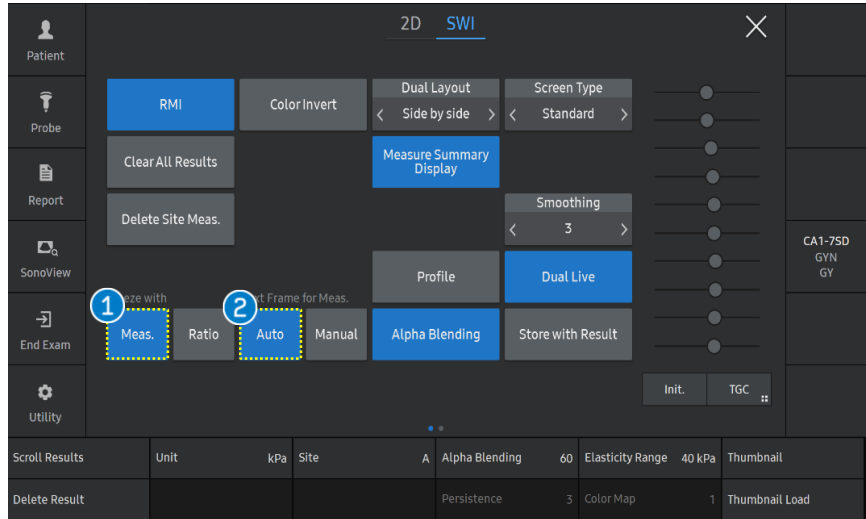 2D SWI
Patient
Probe
Report
SonoView
End Exam
Utility
RMI
Color Invert
Dual Layout
Side by side
Screen Type
Standard
Clear All Results
Measure Summary
Display
Delete Site Meas.
Smoothing
3
Profile
Dual Live
1
with
2
Frame for Meas.
Meas.
Ratio
Auto
Manual
Alpha Blending
Store with Result
Init.
TGC
CA1-7SD
GYN
GY
Scroll Results
Unit kPa
Site A
Alpha Blending 60
Elasticity Range 40 kPa
Thumbnail
Delete Result
Persistence 3
Color Map 1
Thumbnail Load